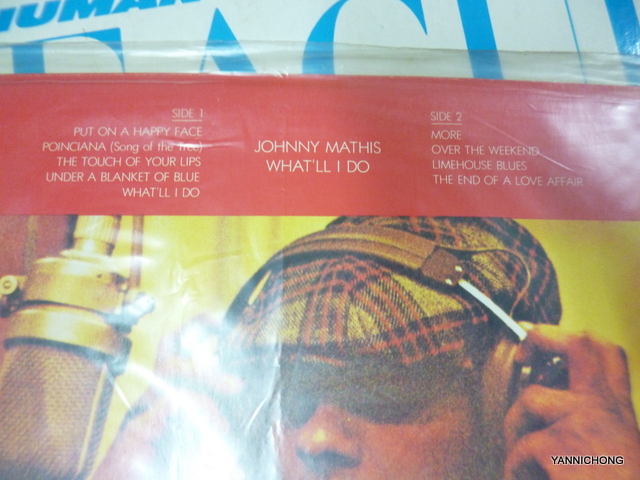 HUMAN
EACH
SIDE 1
PUT ON A HAPPY FACE
POINCIANA (Song of the Tree)
THE TOUCH OF YOUR LIPS
UNDER A BLANKET OF BLUE
WHAT'LL I DO
JOHNNY MATHIS
WHAT'LL I DO
SIDE 2
MORE
OVER THE WEEKEND
LIMEHOUSE BLUES
THE END OF A LOVE AFFAIR
YANNICHONG